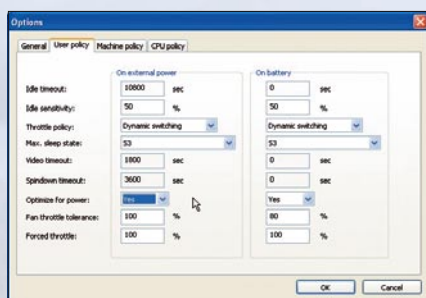 Options
General User policy Machine policy CPU policy
On external power On battery
Idle timeout: 10800 sec 0 sec
Idle sensitivity: 50 % 50 %
Throttle policy: Dynamic switching Dynamic switching
Max. sleep state: S3 S3
Video timeout: 1800 sec 0 sec
Spindown timeout: 3600 sec 0 sec
Optimize for power: Yes Yes
Fan throttle tolerance: 100 % 80 %
Forced throttle: 100 % 100 %
OK Cancel